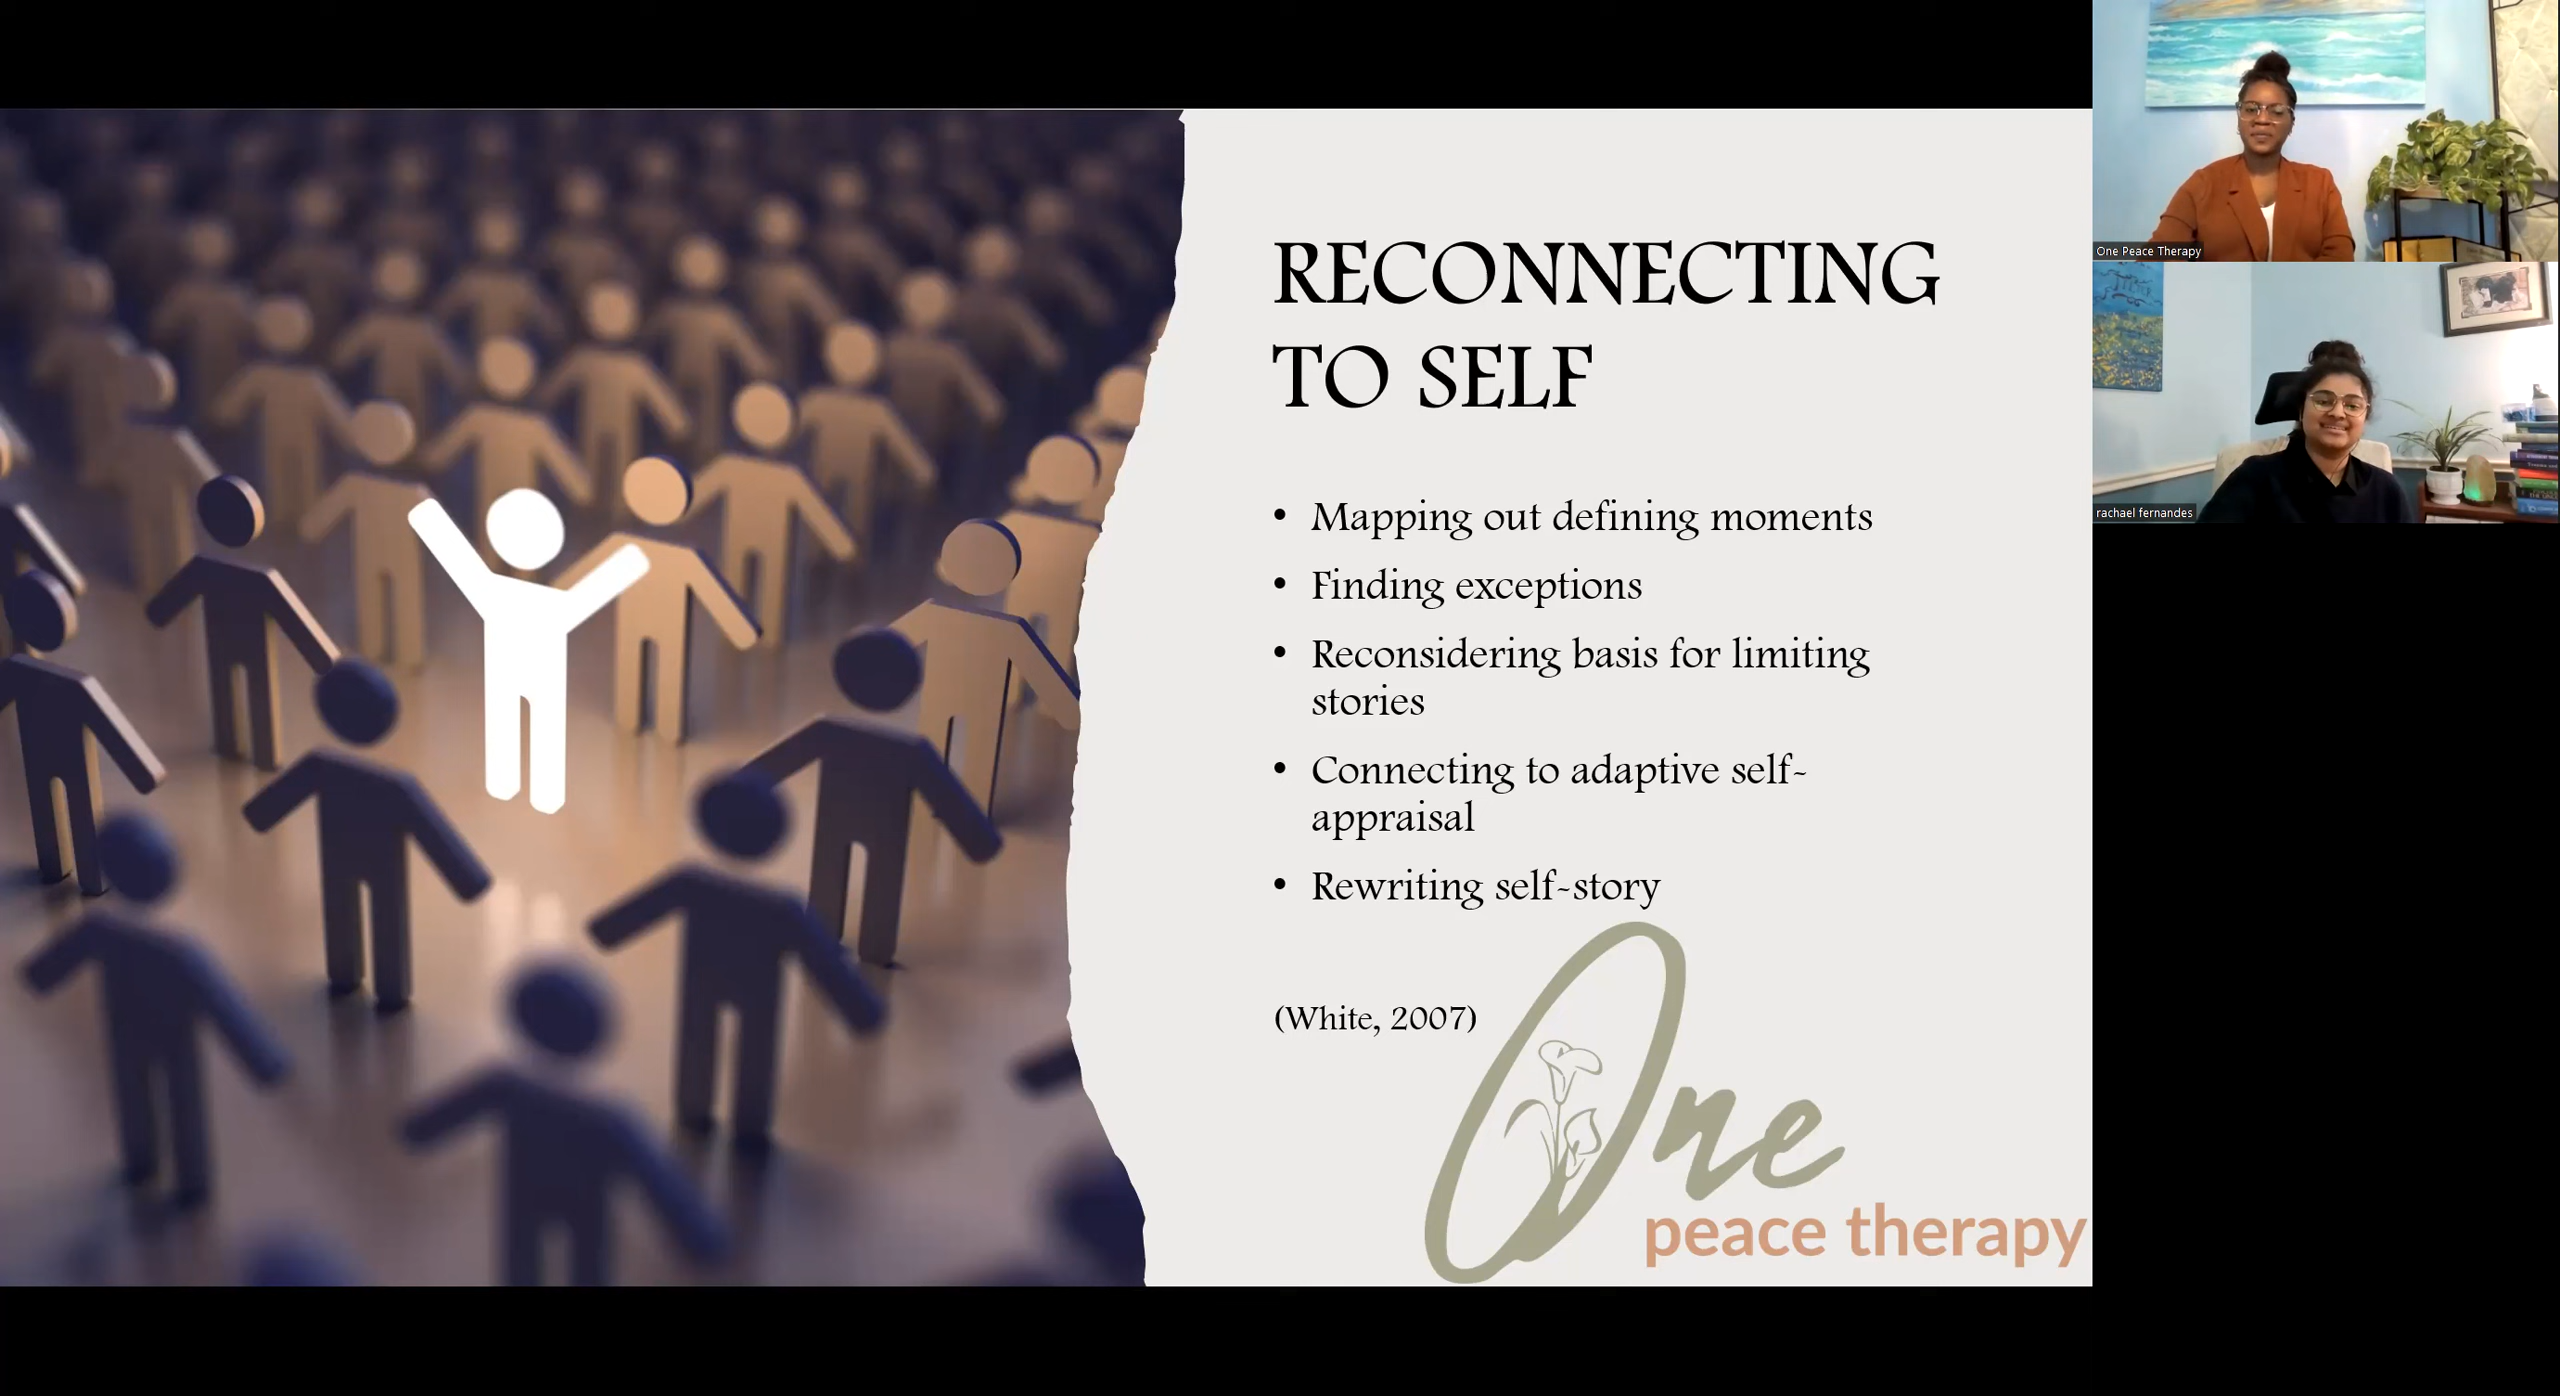 RECONNECTING
TO SELF
• Mapping out defining moments
• Finding exceptions
• Reconsidering basis for limiting
stories
• Connecting to adaptive self-
appraisal
• Rewriting self-story
(White, 2007)
One
peace therapy
One Peace Therapy
rachael fernandes